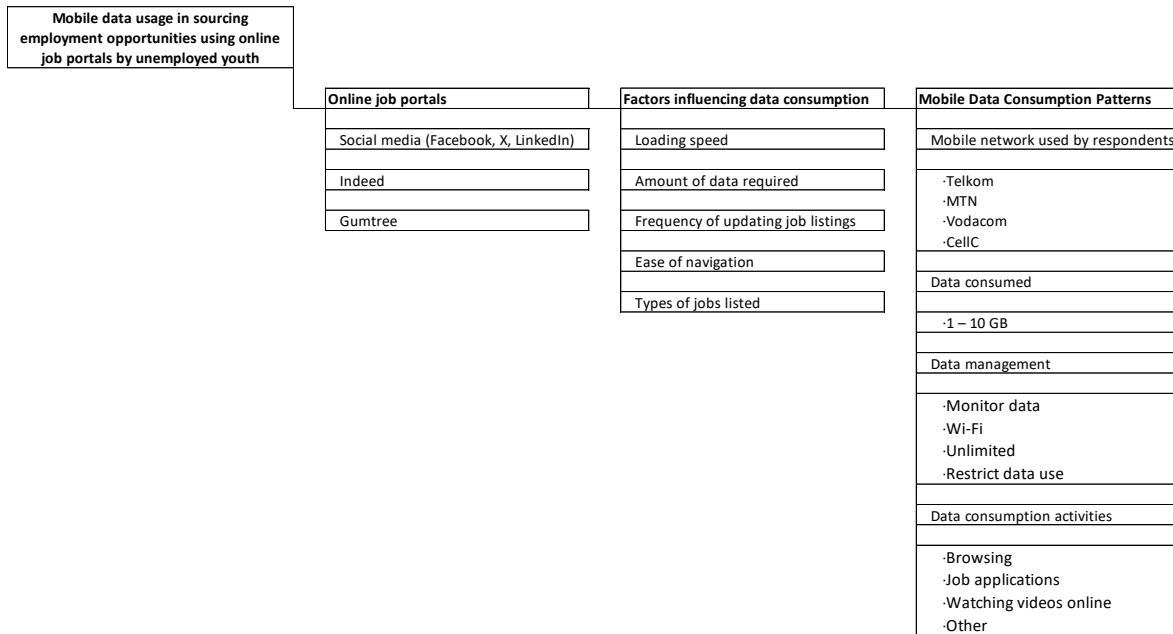 Mobile data usage in sourcing
employment opportunities using online
job portals by unemployed youth
Online job portals
Social media (Facebook, X, LinkedIn)
Indeed
Gumtree
Factors influencing data consumption
Loading speed
Amount of data required
Frequency of updating job listings
Ease of navigation
Types of jobs listed
Mobile Data Consumption Patterns
Mobile network used by respondents
·Telkom
·MTN
·Vodacom
·CellC
Data consumed
·1 – 10 GB
Data management
·Monitor data
·Wi-Fi
·Unlimited
·Restrict data use
Data consumption activities
·Browsing
·Job applications
·Watching videos online
·Other